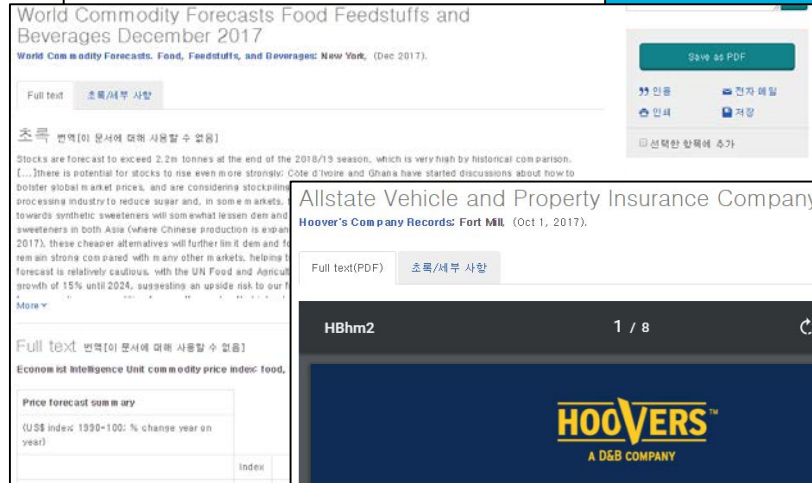 World Commodity Forecasts Food Feedstuffs and
Beverages December 2017
World Commodity Forecasts. Food, Feedstuffs, and Beverages; New York, (Dec 2017).
Full text
초록/세부 사항
초록 번역[이 문서에 대해 사용할 수 없음]
Stocks are forecast to exceed 2.2m tonnes at the end of the 2018/19 season, which is very high by historical comparison.
[...]there is potential for stocks to rise even more strongly: Côte d'Ivoire and Ghana have started discussions about how to
bolster global market prices, and are considering stockpiling
processing industry to reduce sugar and, in some markets,
towards synthetic sweeteners will somewhat lessen demand
sweeteners in both Asia (where Chinese production is expan
2017), these cheaper alternatives will further limit demand fo
remain strong compared with many other markets, helping t
forecast is relatively cautious, with the UN Food and Agricult
growth of 15% until 2024, suggesting an upside risk to our f
More
Full text 번역[이 문서에 대해 사용할 수 없음]
Economist Intelligence Unit commodity price index: food,
Price forecast summary
(US$ index 1990=100; % change year on
year)
Index
Save as PDF
인용
전자 메일
인쇄
저장
선택한 항목에 추가
Allstate Vehicle and Property Insurance Company
Hoover's Company Records; Fort Mill, (Oct 1, 2017).
Full text(PDF)
초록/세부 사항
HBhm2
1 / 8
HOOVERS™
A D&B COMPANY